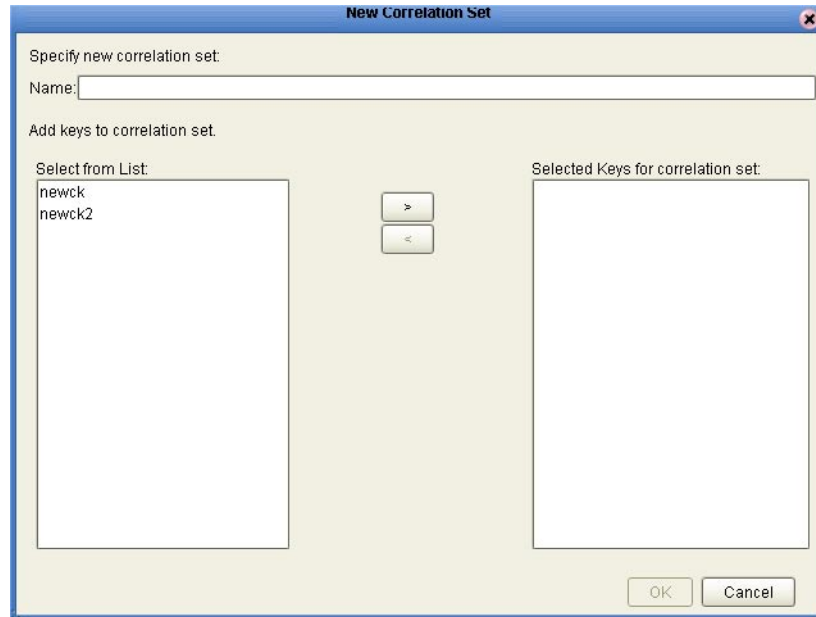 New Correlation Set
Specify new correlation set:
Name:
Add keys to correlation set.
Select from List:
Selected Keys for correlation set:
newck
newck2
>
<
OK
Cancel